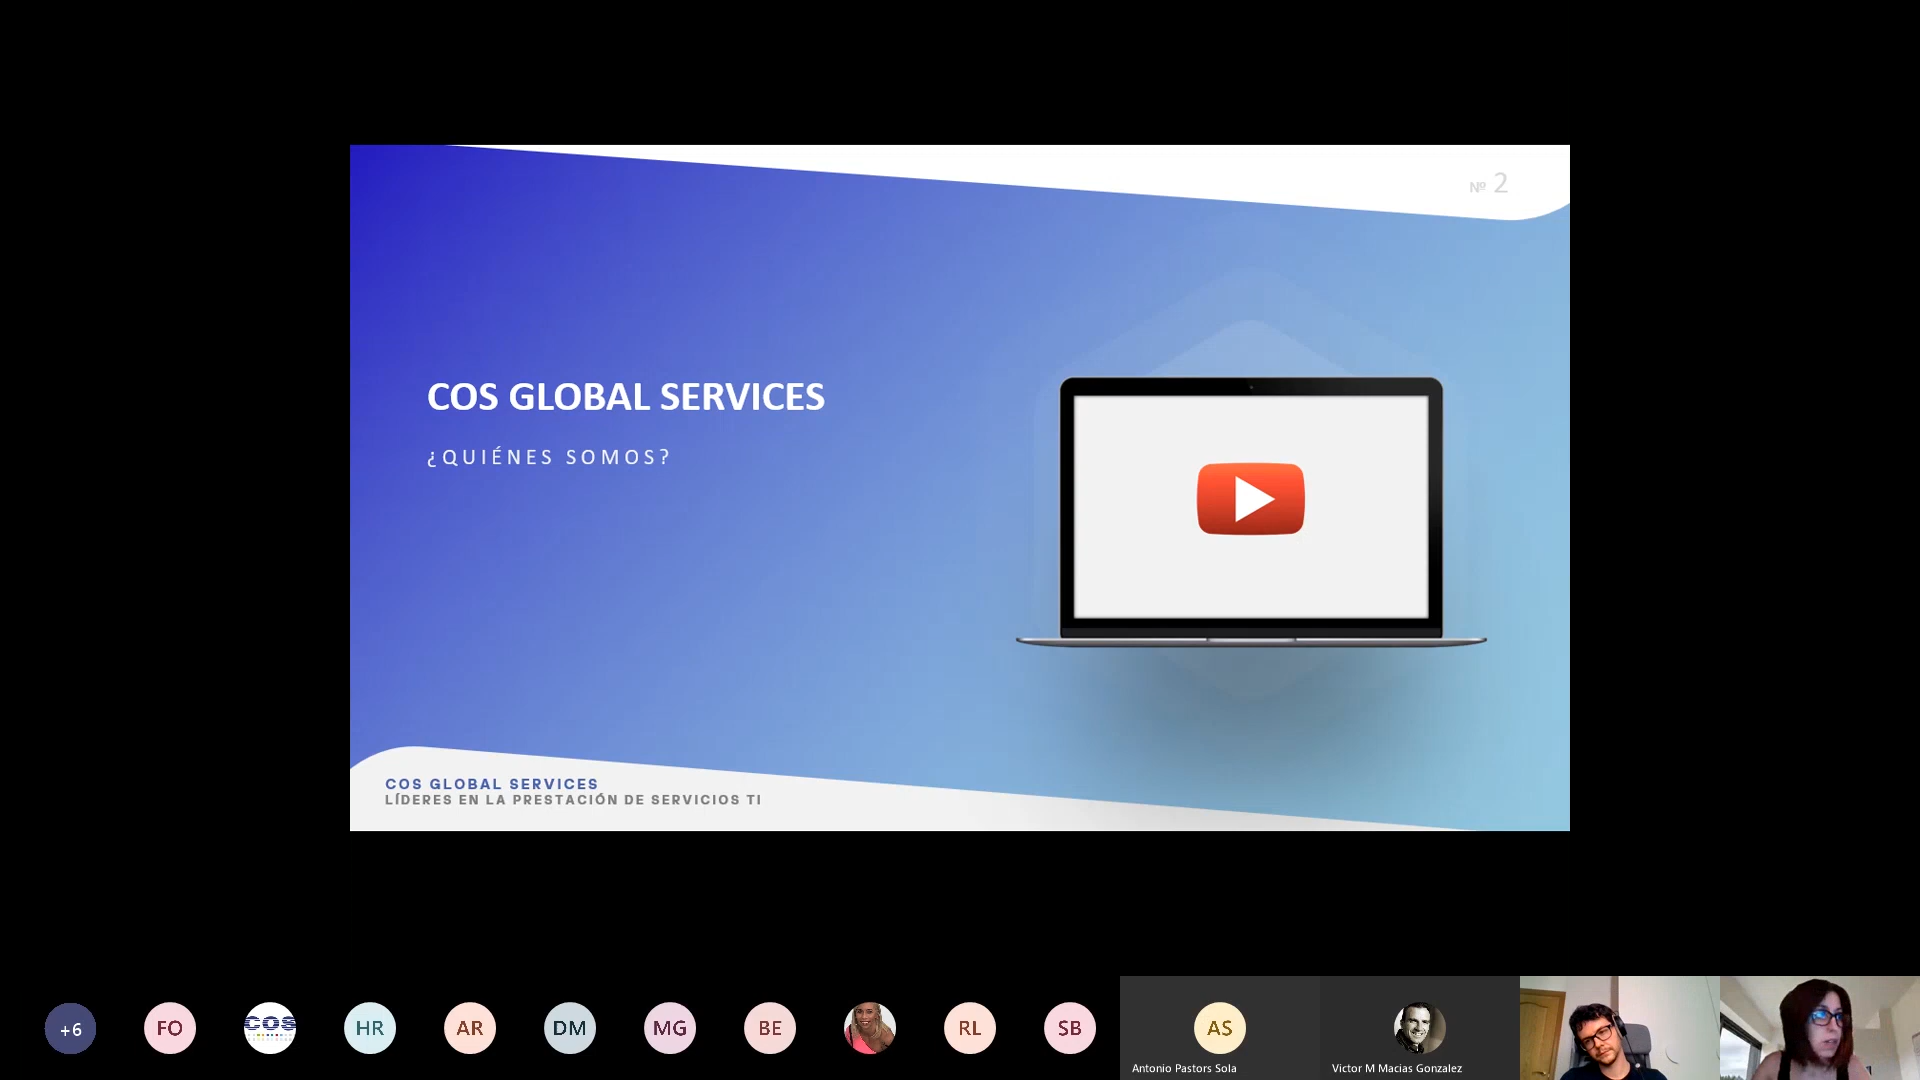 Nº 2
COS GLOBAL SERVICES
¿QUIÉNES SOMOS?
COS GLOBAL SERVICES
LÍDERES EN LA PRESTACIÓN DE SERVICIOS TI
+6
FO
COS
HR
AR
DM
MG
BE
RL
SB
AS
Antonio Pastors Sola
Victor M Macias Gonzalez